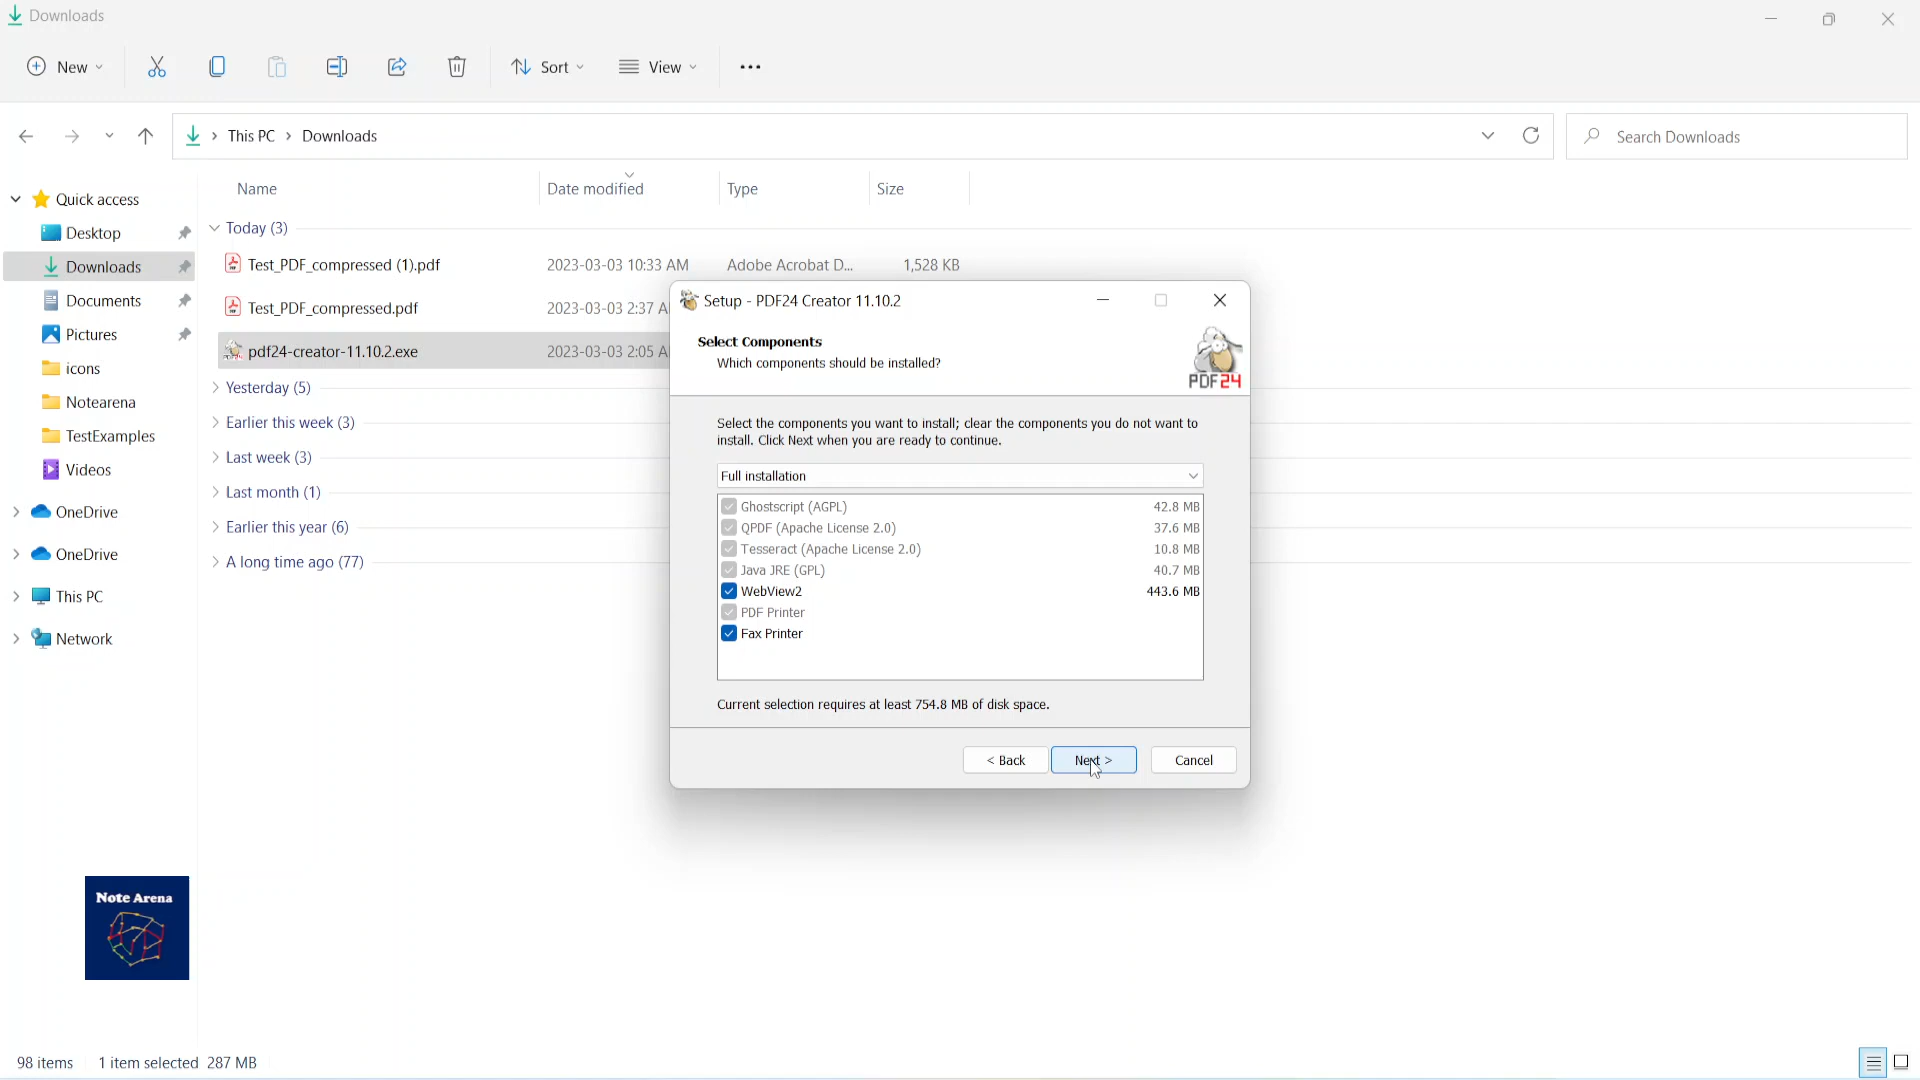 Downloads
New
Sort
View
This PC > Downloads
Search Downloads
Name
Date modified
Type
Size
Quick access
Desktop
Downloads
Documents
Pictures
icons
Notearena
TestExamples
Videos
OneDrive
OneDrive
This PC
Network
Today (3)
Test_PDF_compressed (1).pdf 2023-03-03 10:33 AM Adobe Acrobat D... 1,528 KB
Test_PDF_compressed.pdf 2023-03-03 2:37 A
pdf24-creator-11.10.2.exe 2023-03-03 2:05 A
Yesterday (5)
Earlier this week (3)
Last week (3)
Last month (1)
Earlier this year (6)
A long time ago (77)
Setup - PDF24 Creator 11.10.2
Select Components
Which components should be installed?
PDF24
Select the components you want to install; clear the components you do not want to
install. Click Next when you are ready to continue.
Full installation
Ghostscript (AGPL) 42.8 MB
QPDF (Apache License 2.0) 37.6 MB
Tesseract (Apache License 2.0) 10.8 MB
Java JRE (GPL) 40.7 MB
WebView2 443.6 MB
PDF Printer
Fax Printer
Current selection requires at least 754.8 MB of disk space.
< Back
Next >
Cancel
Note Arena
98 items 1 item selected 287 MB